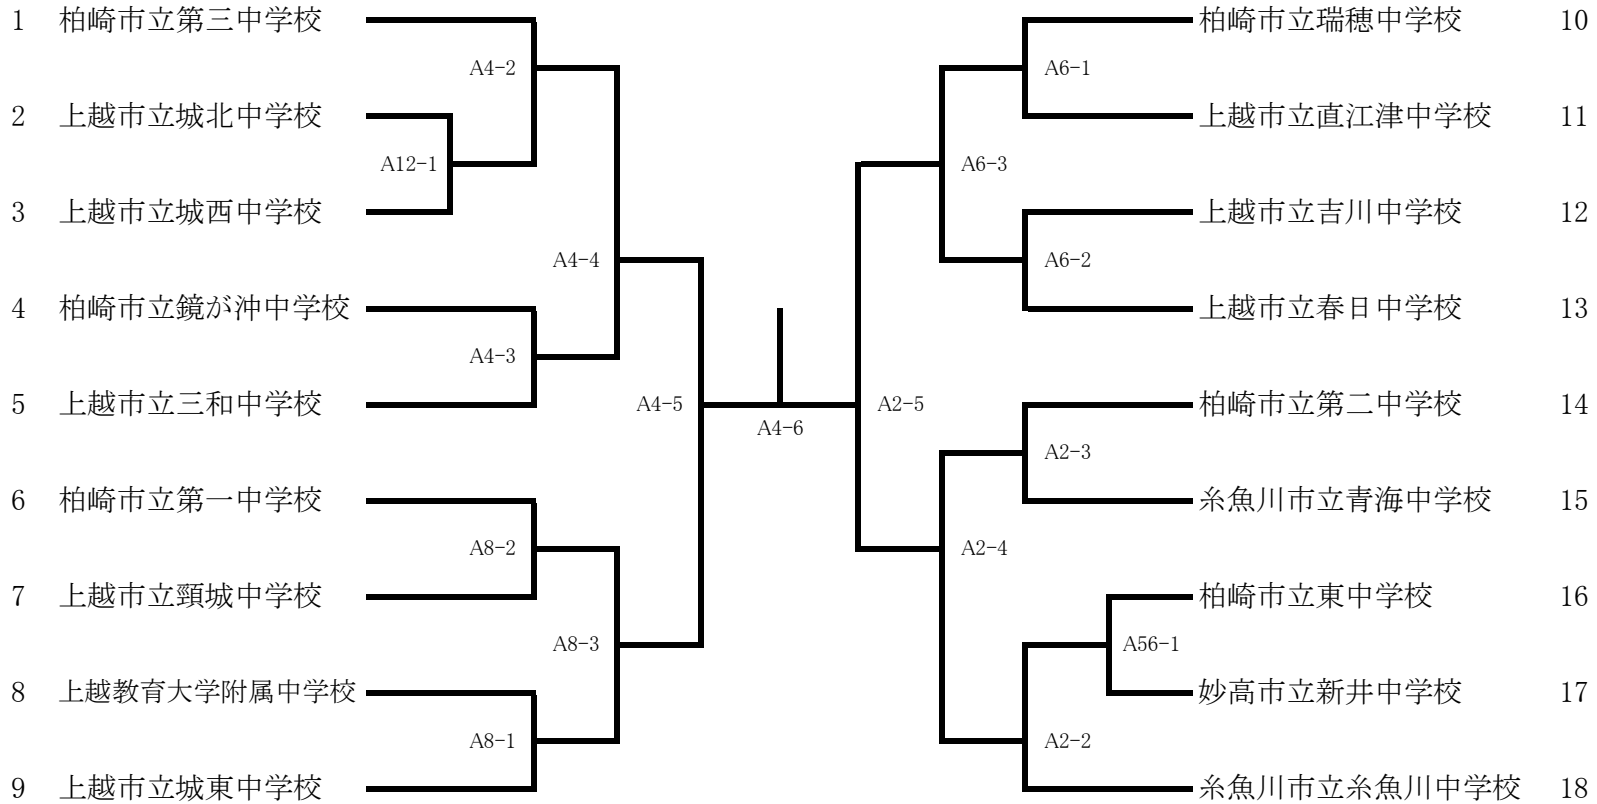 1 柏崎市立第三中学校
A4-2
2 上越市立城北中学校
A12-1
3 上越市立城西中学校
A4-4
4 柏崎市立鏡が沖中学校
A4-3
5 上越市立三和中学校
A4-5
6 柏崎市立第一中学校
A8-2
7 上越市立頸城中学校
A8-3
8 上越教育大学附属中学校
A8-1
9 上越市立城東中学校
A4-6
柏崎市立瑞穂中学校 10
A6-1
上越市立直江津中学校 11
A6-3
上越市立吉川中学校 12
A6-2
上越市立春日中学校 13
A2-5
柏崎市立第二中学校 14
A2-3
糸魚川市立青海中学校 15
A2-4
柏崎市立東中学校 16
A56-1
妙高市立新井中学校 17
A2-2
糸魚川市立糸魚川中学校 18